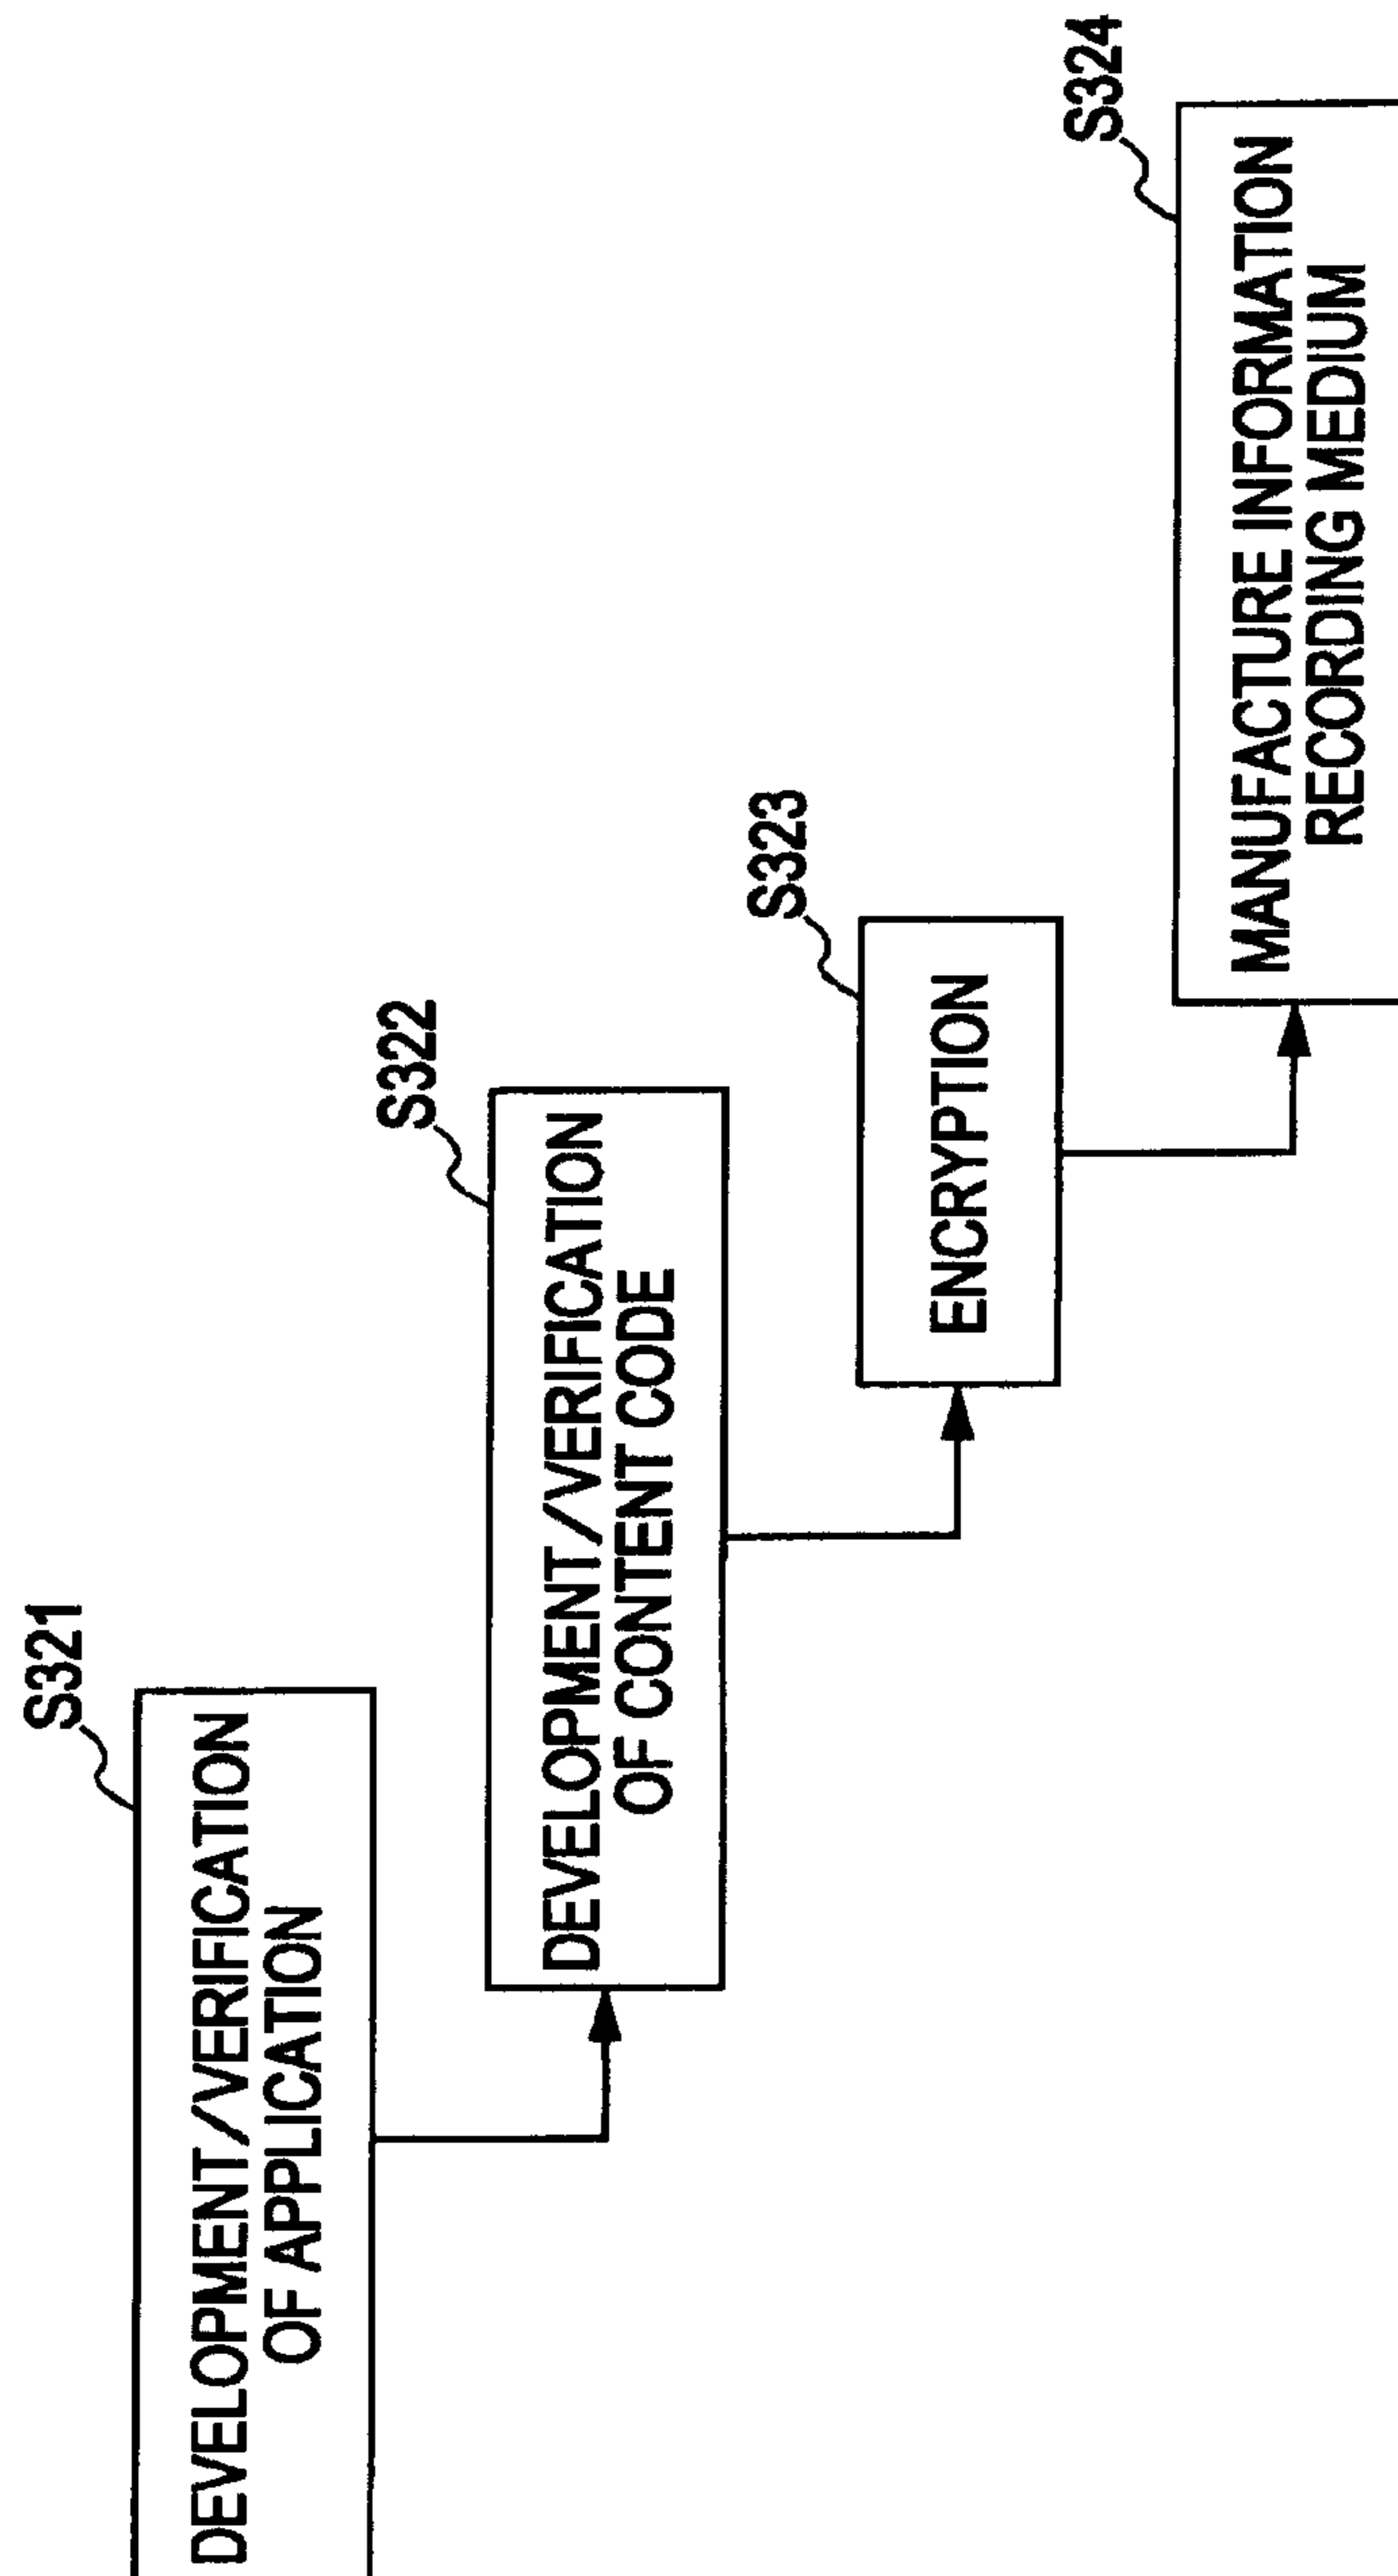 S321
DEVELOPMENT/VERIFICATION
OF APPLICATION
S322
DEVELOPMENT/VERIFICATION
OF CONTENT CODE
S323
ENCRYPTION
S324
MANUFACTURE INFORMATION
RECORDING MEDIUM